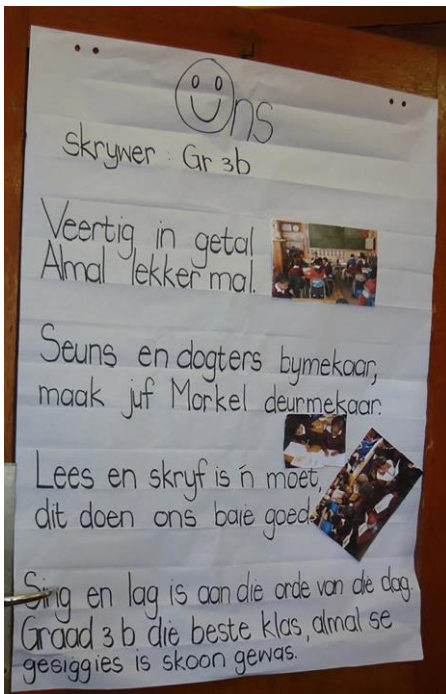 Ons
skrywer : Gr 3b
Veertig in getal
Almal lekker mal.
Seuns en dogters bymekaar,
maak juf Morkel deurmekaar.
Lees en skryf is 'n moet,
dit doen ons baie goed.
Sing en lag is aan die orde van die dag.
Graad 3b die beste klas, almal se
gesiggies is skoon gewas.